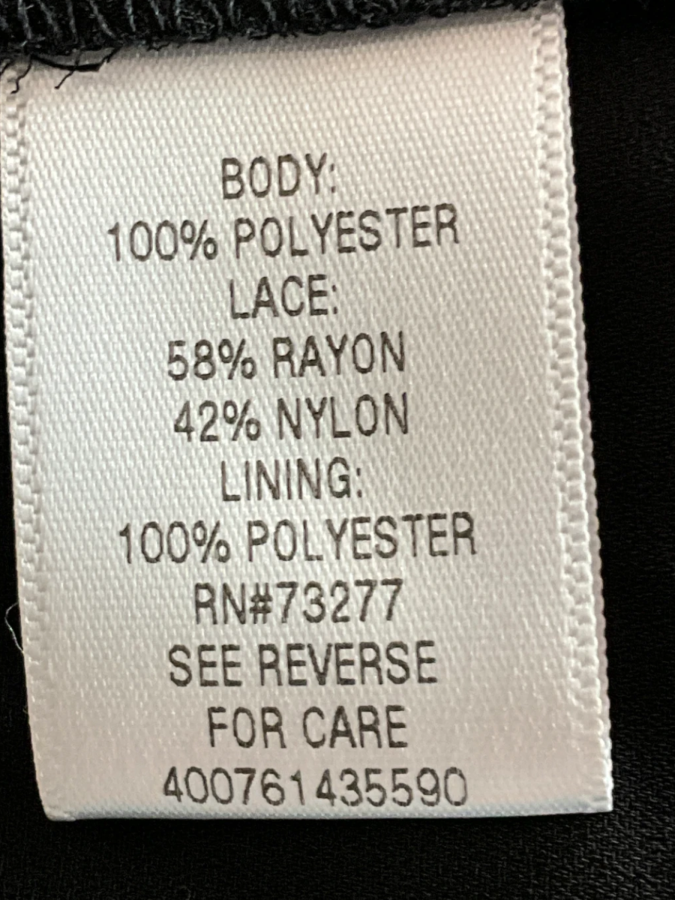 BODY:
100% POLYESTER
LACE:
58% RAYON
42% NYLON
LINING:
100% POLYESTER
RN#73277
SEE REVERSE
FOR CARE
400761435590